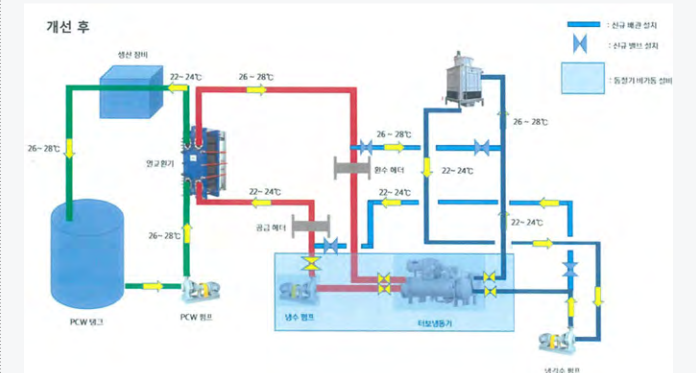 개선 후
: 신규 배관 설치
: 신규 밸브 설치
: 동절기 비가동 설비
생산 장비
22~24℃
26~28℃
26~28℃
26~28℃
26~28℃
열교환기
환수 헤더
22~24℃
22~24℃
22~24℃
공급 헤더
22~24℃
26~28℃
PCW 탱크
PCW 펌프
냉수 펌프
터보냉동기
냉각수 펌프